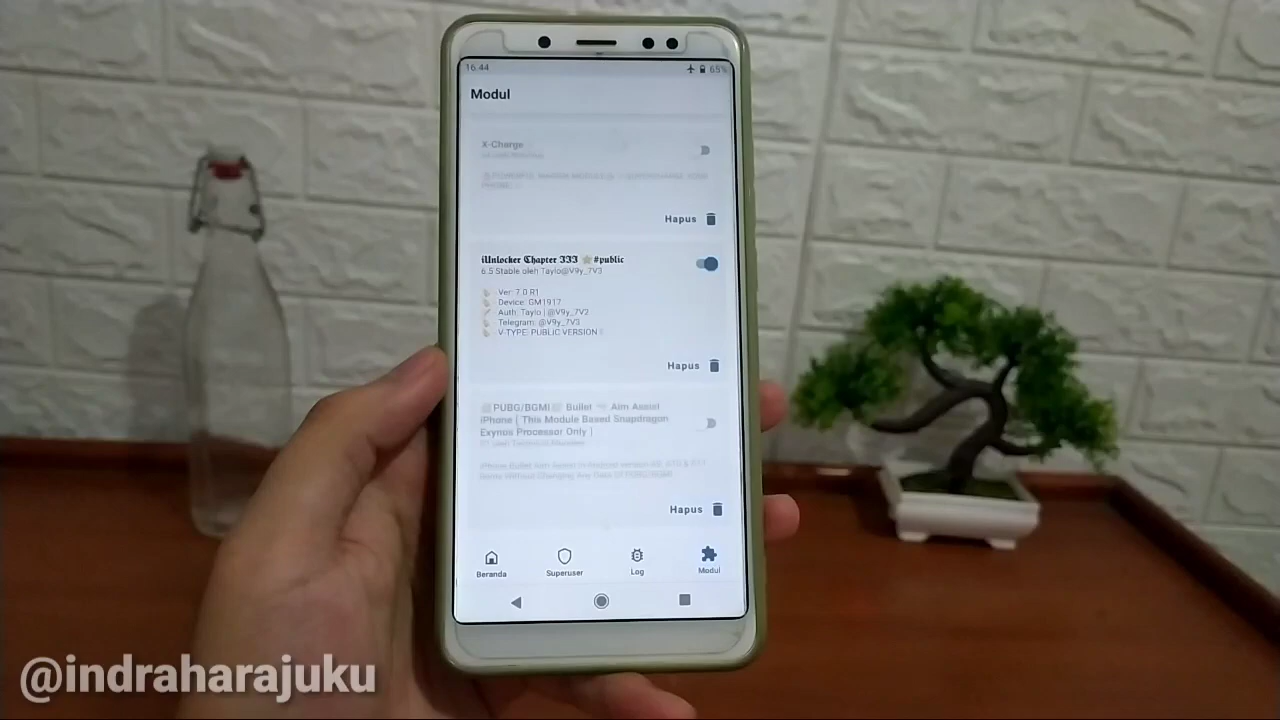 16.44
65%
Modul
X-Charge
Hapus
iUnlocker Chapter III ⭐#public
6.5 Stable oleh Taylo@V9y_7V3
Ver: 7.0 R1
Device: GM1917
Auth: Taylo | @V9y_7V2
Telegram: @V9y_7V3
V-TYPE: PUBLIC VERSION
Hapus
PUBG/BGMI Bullet Aim Assist
iPhone [ This Module Based Snapdragon
Exynos Processor Only ]
Hapus
Beranda
Superuser
Log
Modul
@indraharajuku